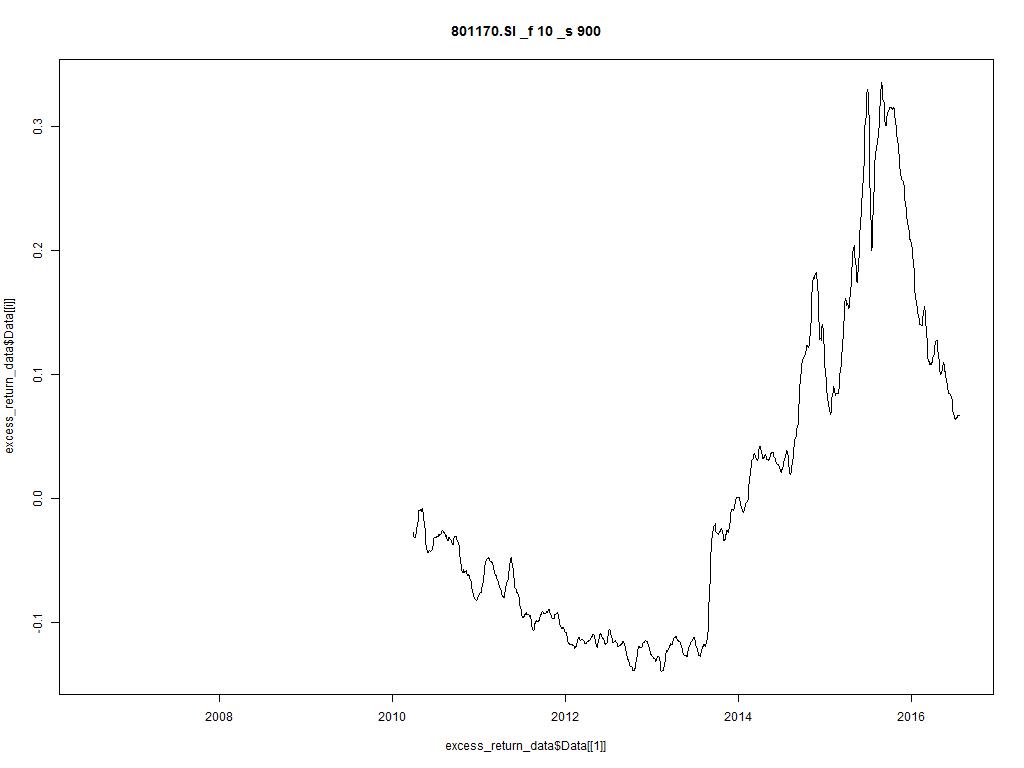 801170.SI _f 10 _s 900
0.3
0.2
0.1
0.0
-0.1
excess_return_data$Data[[i]]
2008 2010 2012 2014 2016
excess_return_data$Data[[1]]